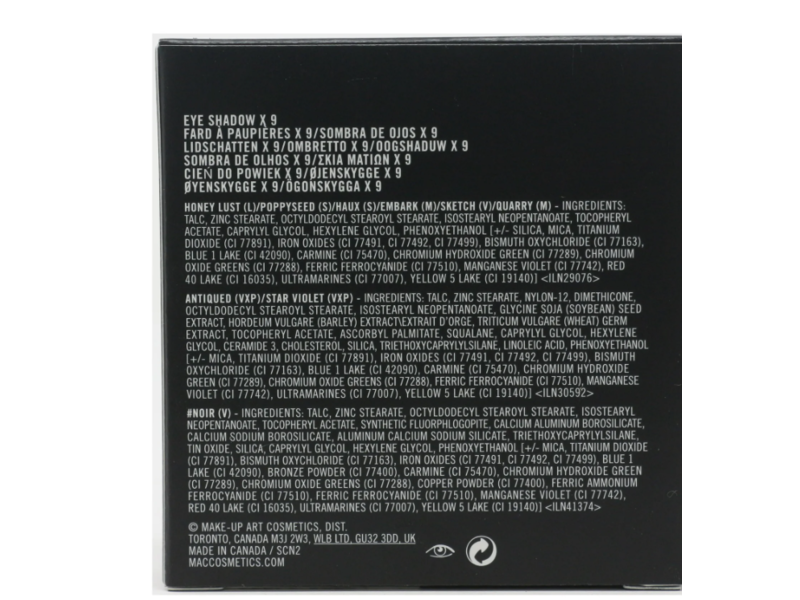 EYE SHADOW X 9
FARD À PAUPIÈRES X 9/SOMBRA DE OJOS X 9
LIDSCHATTEN X 9/OMBRETTO X 9/OOGSHADUW X 9
SOMBRA DE OLHOS X 9/ΣΚΙΑ ΜΑΤΙΩΝ X 9
CIEŃ DO POWIEK X 9/ØJENSKYGGE X 9
ØYENSKYGGE X 9/ÖGONSKYGGA X 9
HONEY LUST (L)/POPPYSEED (S)/HAUX (S)/EMBARK (M)/SKETCH (V)/QUARRY (M) - INGREDIENTS:
TALC, ZINC STEARATE, OCTYLDODECYL STEAROYL STEARATE, ISOSTEARYL NEOPENTANOATE, TOCOPHERYL
ACETATE, CAPRYLYL GLYCOL, HEXYLENE GLYCOL, PHENOXYETHANOL [+/- SILICA, MICA, TITANIUM
DIOXIDE (CI 77891), IRON OXIDES (CI 77491, CI 77492, CI 77499), BISMUTH OXYCHLORIDE (CI 77163),
BLUE 1 LAKE (CI 42090), CARMINE (CI 75470), CHROMIUM HYDROXIDE GREEN (CI 77289), CHROMIUM
OXIDE GREENS (CI 77288), FERRIC FERROCYANIDE (CI 77510), MANGANESE VIOLET (CI 77742), RED
40 LAKE (CI 16035), ULTRAMARINES (CI 77007), YELLOW 5 LAKE (CI 19140)] <ILN29076>
ANTIQUED (VXP)/STAR VIOLET (VXP) - INGREDIENTS: TALC, ZINC STEARATE, NYLON-12, DIMETHICONE,
OCTYLDODECYL STEAROYL STEARATE, ISOSTEARYL NEOPENTANOATE, GLYCINE SOJA (SOYBEAN) SEED
EXTRACT, HORDEUM VULGARE (BARLEY) EXTRACT\EXTRAIT D'ORGE, TRITICUM VULGARE (WHEAT) GERM
EXTRACT, TOCOPHERYL ACETATE, ASCORBYL PALMITATE, SQUALANE, CAPRYLYL GLYCOL, HEXYLENE
GLYCOL, CERAMIDE 3, CHOLESTEROL, SILICA, TRIETHOXYCAPRYLYLSILANE, LINOLEIC ACID, PHENOXYETHANOL
[+/- MICA, TITANIUM DIOXIDE (CI 77891), IRON OXIDES (CI 77491, CI 77492, CI 77499), BISMUTH
OXYCHLORIDE (CI 77163), BLUE 1 LAKE (CI 42090), CARMINE (CI 75470), CHROMIUM HYDROXIDE
GREEN (CI 77289), CHROMIUM OXIDE GREENS (CI 77288), FERRIC FERROCYANIDE (CI 77510), MANGANESE
VIOLET (CI 77742), ULTRAMARINES (CI 77007), YELLOW 5 LAKE (CI 19140)] <ILN30592>
#NOIR (V) - INGREDIENTS: TALC, ZINC STEARATE, OCTYLDODECYL STEAROYL STEARATE, ISOSTEARYL
NEOPENTANOATE, TOCOPHERYL ACETATE, SYNTHETIC FLUORPHLOGOPITE, CALCIUM ALUMINUM BOROSILICATE,
CALCIUM SODIUM BOROSILICATE, ALUMINUM CALCIUM SODIUM SILICATE, TRIETHOXYCAPRYLYLSILANE,
TIN OXIDE, SILICA, CAPRYLYL GLYCOL, HEXYLENE GLYCOL, PHENOXYETHANOL [+/- MICA, TITANIUM DIOXIDE
(CI 77891), BISMUTH OXYCHLORIDE (CI 77163), IRON OXIDES (CI 77491, CI 77492, CI 77499), BLUE 1
LAKE (CI 42090), BRONZE POWDER (CI 77400), CARMINE (CI 75470), CHROMIUM HYDROXIDE GREEN
(CI 77289), CHROMIUM OXIDE GREENS (CI 77288), COPPER POWDER (CI 77400), FERRIC AMMONIUM
FERROCYANIDE (CI 77510), FERRIC FERROCYANIDE (CI 77510), MANGANESE VIOLET (CI 77742),
RED 40 LAKE (CI 16035), ULTRAMARINES (CI 77007), YELLOW 5 LAKE (CI 19140)] <ILN41374>
© MAKE-UP ART COSMETICS, DIST.
TORONTO, CANADA M3J 2W3, WLB LTD, GU32 3DD, UK
MADE IN CANADA / SCN2
MACCOSMETICS.COM